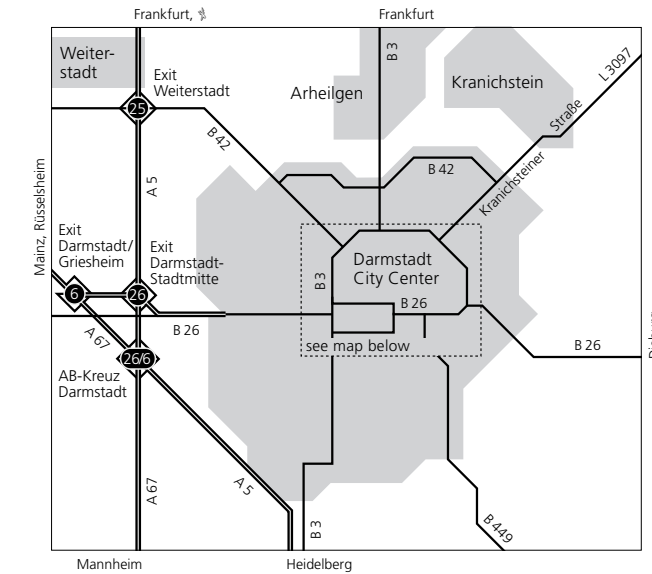 Frankfurt,
Frankfurt
Weiter-
stadt
Exit
Weiterstadt
25
B 3
Arheilgen
Kranichstein
L 3097
Kranichsteiner
Straße
B 42
B 42
Mainz, Rüsselsheim
A 5
Exit
Darmstadt/
Griesheim
Exit
Darmstadt-
Stadtmitte
6
26
Darmstadt
City Center
B 3
B 26
B 26
A 67
26/6
see map below
B 26
AB-Kreuz
Darmstadt
A 67
A 5
B 3
B 449
Mannheim
Heidelberg